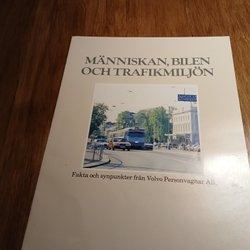 MÄNNISKAN, BILEN
OCH TRAFIKMILJÖN
Fakta och synpunkter från Volvo Personvagnar AB